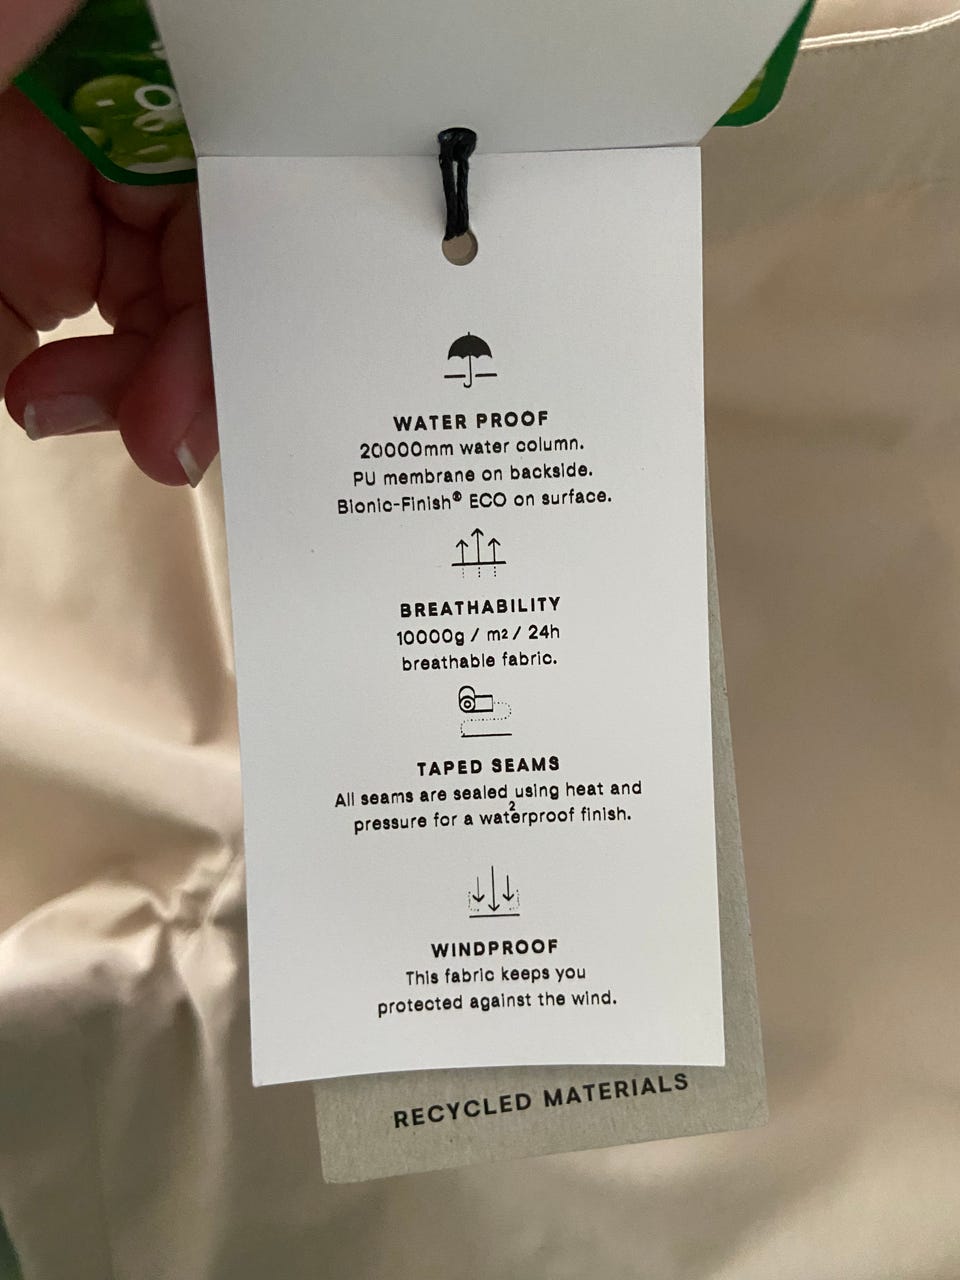 WATER PROOF
20000mm water column.
PU membrane on backside.
Bionic-Finish® ECO on surface.
BREATHABILITY
10000g / m2 / 24h
breathable fabric.
TAPED SEAMS
All seams are sealed using heat and
2
pressure for a waterproof finish.
WINDPROOF
This fabric keeps you
protected against the wind.
RECYCLED MATERIALS